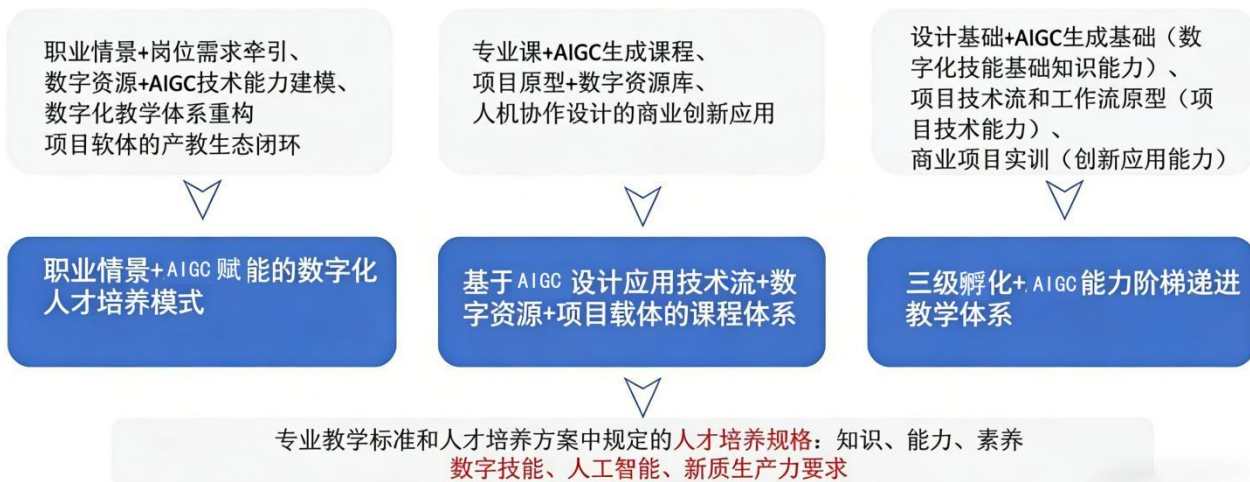 职业情景+岗位需求牵引、
数字资源+AIGC技术能力建模、
数字化教学体系重构
项目软体的产教生态闭环
专业课+AIGC生成课程、
项目原型+数字资源库、
人机协作设计的商业创新应用
设计基础+AIGC生成基础（数
字化技能基础知识能力）、
项目技术流和工作流原型（项
目技术能力）、
商业项目实训（创新应用能力）
职业情景+AIGC 赋能的数字化
人才培养模式
基于AIGC 设计应用技术流+数
字资源+项目载体的课程体系
三级孵化+AIGC能力阶梯递进
教学体系
专业教学标准和人才培养方案中规定的人才培养规格：知识、能力、素养
数字技能、人工智能、新质生产力要求